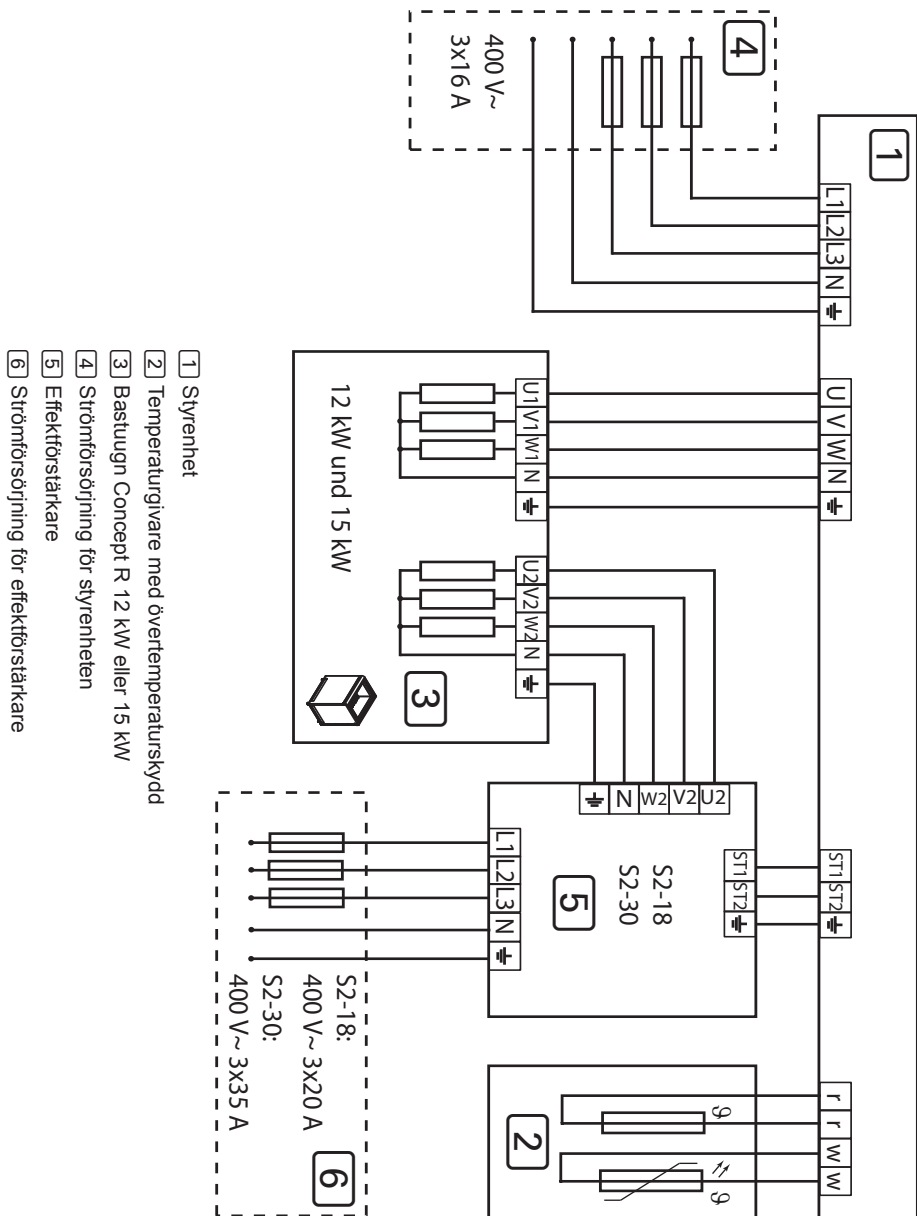 4
400 V~
3x16 A
1
L1 L2 L3 N
U V W N
ST1 ST2
r r w w
U1 V1 W1 N
U2 V2 W2 N
12 kW und 15 kW
3
N W2 V2 U2
ST1 ST2
S2-18
S2-30
5
L1 L2 L3 N
S2-18:
400 V~ 3x20 A
S2-30:
400 V~ 3x35 A
6
ϑ
ϑ
2
1 Styrenhet
2 Temperaturgivare med övertemperaturskydd
3 Bastuugn Concept R 12 kW eller 15 kW
4 Strömförsörjning för styrenheten
5 Effektförstärkare
6 Strömförsörjning för effektförstärkare